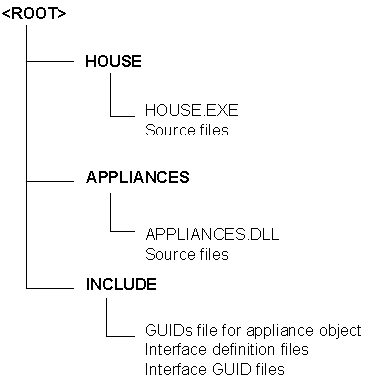 <ROOT>
HOUSE
HOUSE.EXE
Source files
APPLIANCES
APPLIANCES.DLL
Source files
INCLUDE
GUIDs file for appliance object
Interface definition files
Interface GUID files